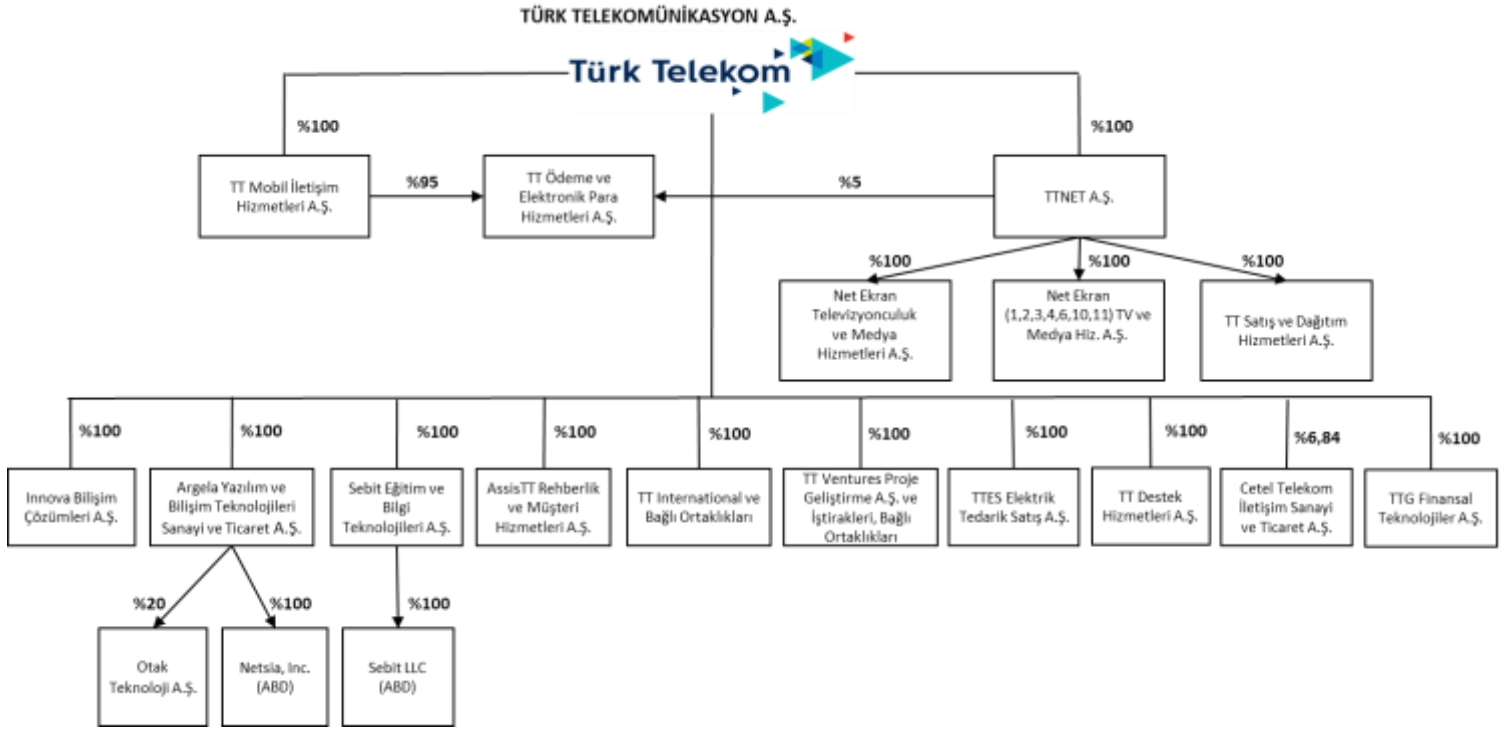 TÜRK TELEKOMÜNİKASYON A.Ş.
Türk Telekom
%100
%100
TT Mobil İletişim
Hizmetleri A.Ş.
%95
TT Ödeme ve
Elektronik Para
Hizmetleri A.Ş.
%5
TTNET A.Ş.
%100
%100
%100
Net Ekran
Televizyonculuk
ve Medya
Hizmetleri A.Ş.
Net Ekran
(1,2,3,4,6,10,11) TV ve
Medya Hiz. A.Ş.
TT Satış ve Dağıtım
Hizmetleri A.Ş.
%100
%100
%100
%100
%100
%100
%100
%100
%6,84
%100
Innova Bilişim
Çözümleri A.Ş.
Argela Yazılım ve
Bilişim Teknolojileri
Sanayi ve Ticaret A.Ş.
Sebit Eğitim ve
Bilgi
Teknolojileri A.Ş.
AssisTT Rehberlik
ve Müşteri
Hizmetleri A.Ş.
TT International ve
Bağlı Ortaklıkları
TT Ventures Proje
Geliştirme A.Ş. ve
İştirakleri, Bağlı
Ortaklıkları
TTES Elektrik
Tedarik Satış A.Ş.
TT Destek
Hizmetleri A.Ş.
Cetel Telekom
İletişim Sanayi
ve Ticaret A.Ş.
TTG Finansal
Teknolojiler A.Ş.
%20
%100
%100
Otak
Teknoloji A.Ş.
Netsia, Inc.
(ABD)
Sebit LLC
(ABD)